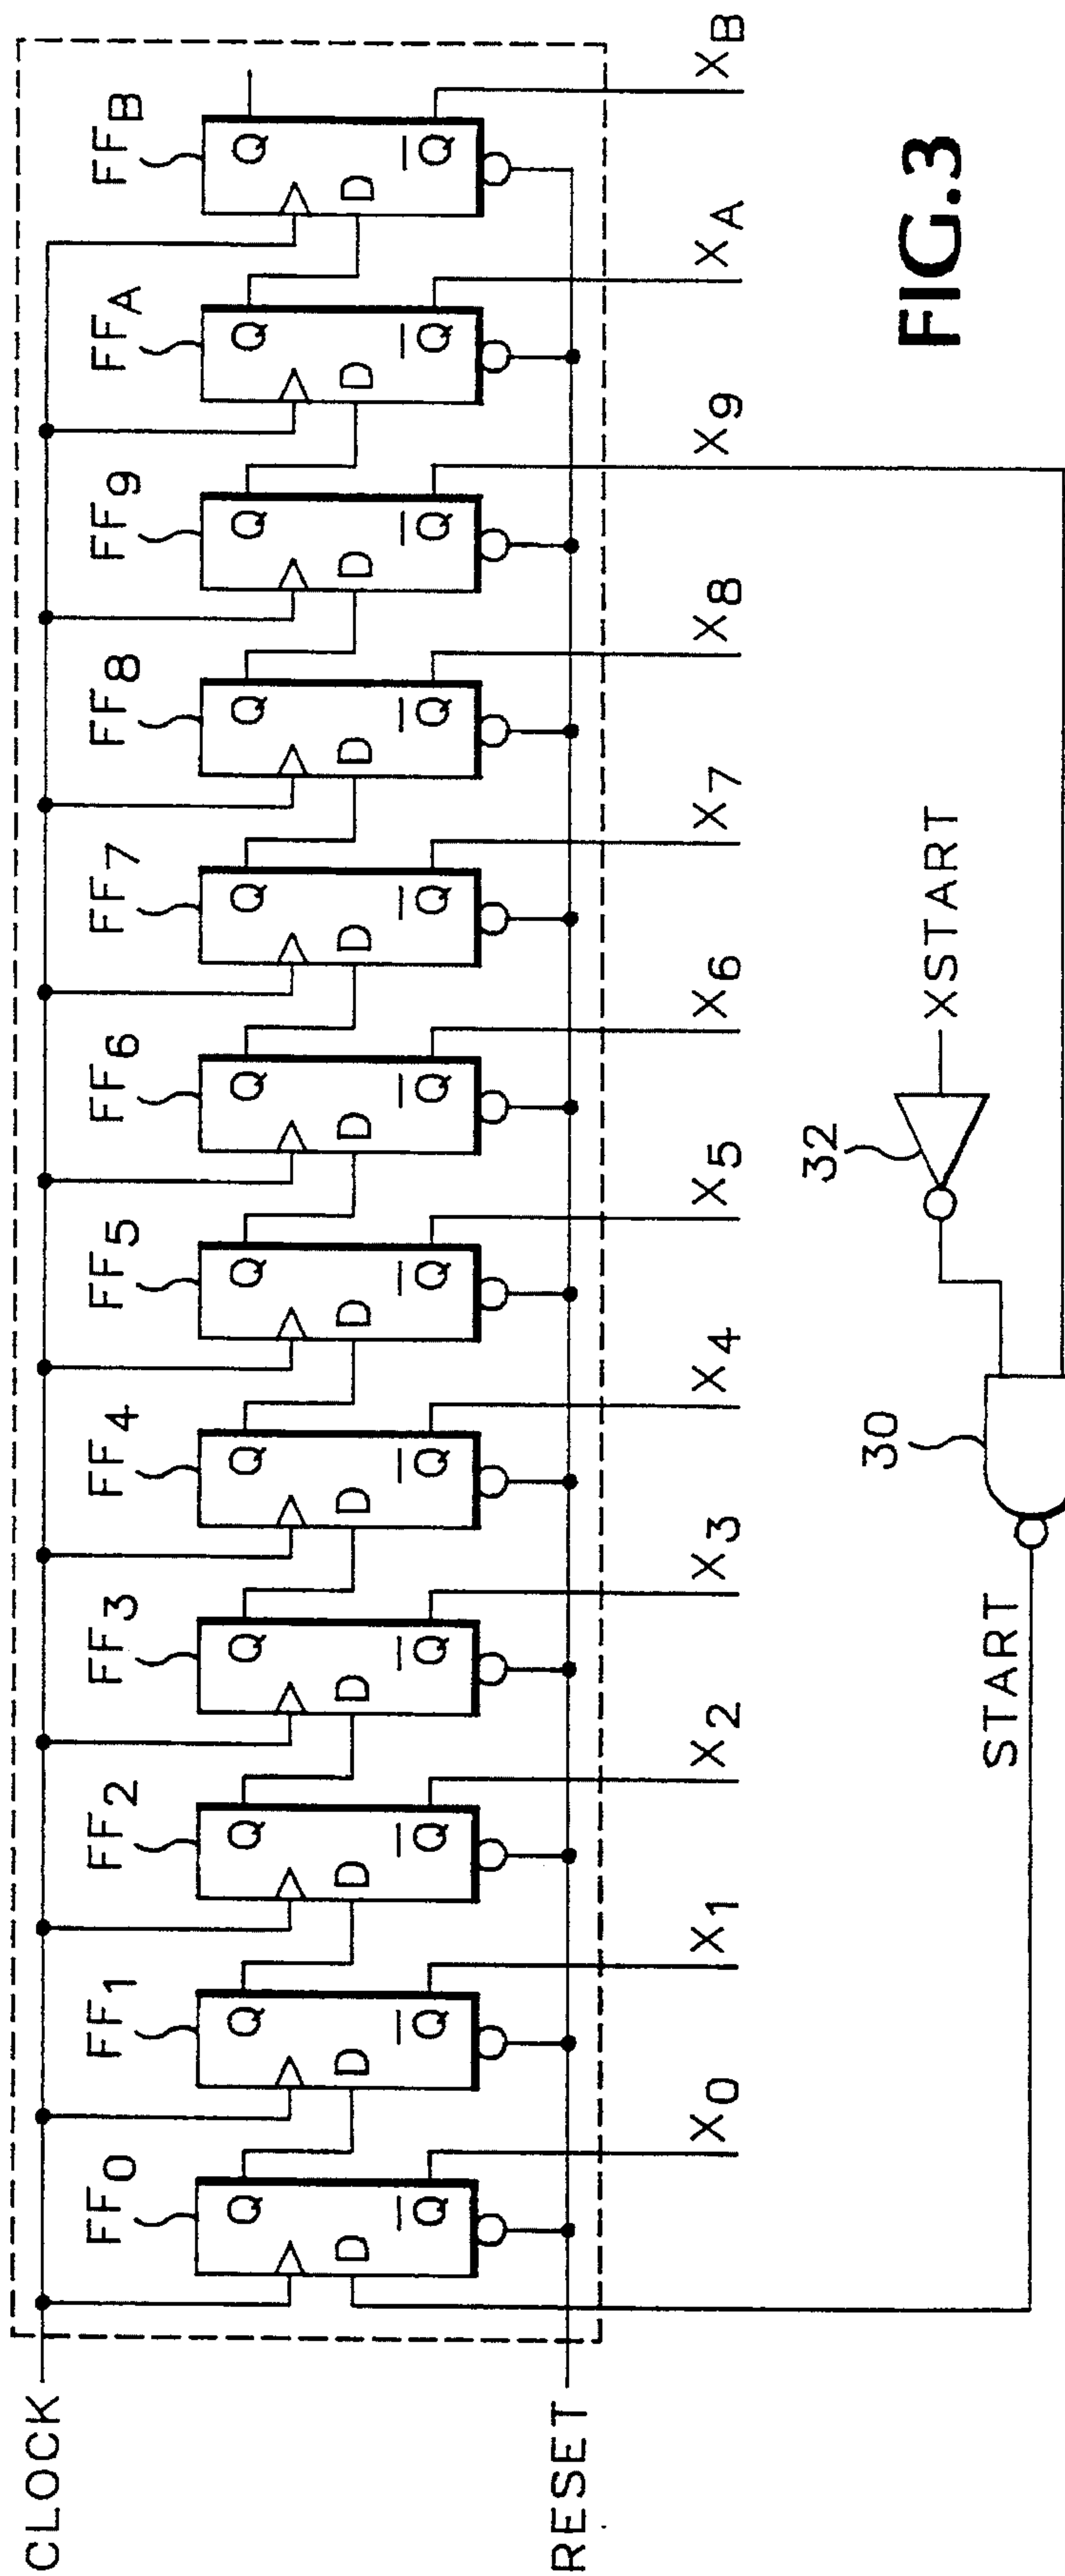 CLOCK
FF0 FF1 FF2 FF3 FF4 FF5 FF6 FF7 FF8 FF9 FFA FFB
Q Q Q Q Q Q Q Q Q Q Q Q
D D D D D D D D D D D D
Q̅ Q̅ Q̅ Q̅ Q̅ Q̅ Q̅ Q̅ Q̅ Q̅ Q̅ Q̅
RESET
X0 X1 X2 X3 X4 X5 X6 X7 X8 X9 XA XB
32
30
XSTART
START
FIG.3